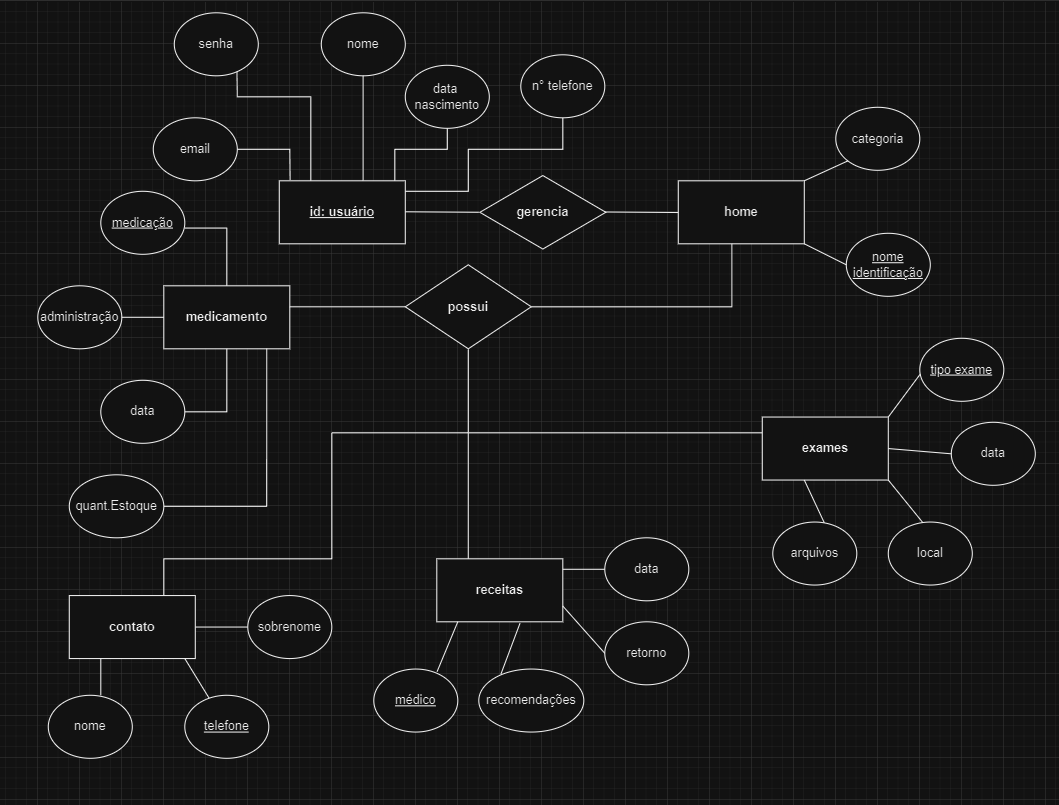 senha
nome
data
nascimento
n° telefone
email
categoria
medicação
id: usuário
gerencia
home
nome
identificação
administração
medicamento
possui
tipo exame
data
exames
data
quant.Estoque
arquivos
local
receitas
data
contato
sobrenome
retorno
nome
telefone
médico
recomendações